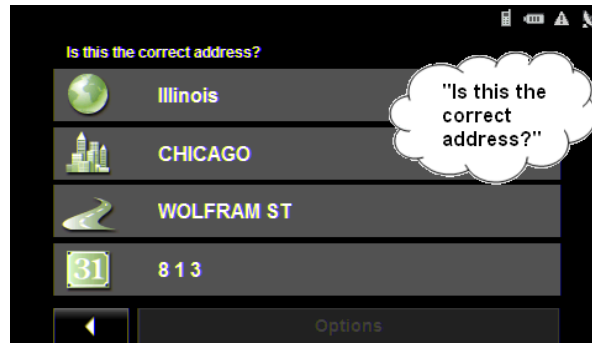 Is this the correct address?
Illinois
"Is this the
correct
address?"
CHICAGO
WOLFRAM ST
31
8 1 3
Options